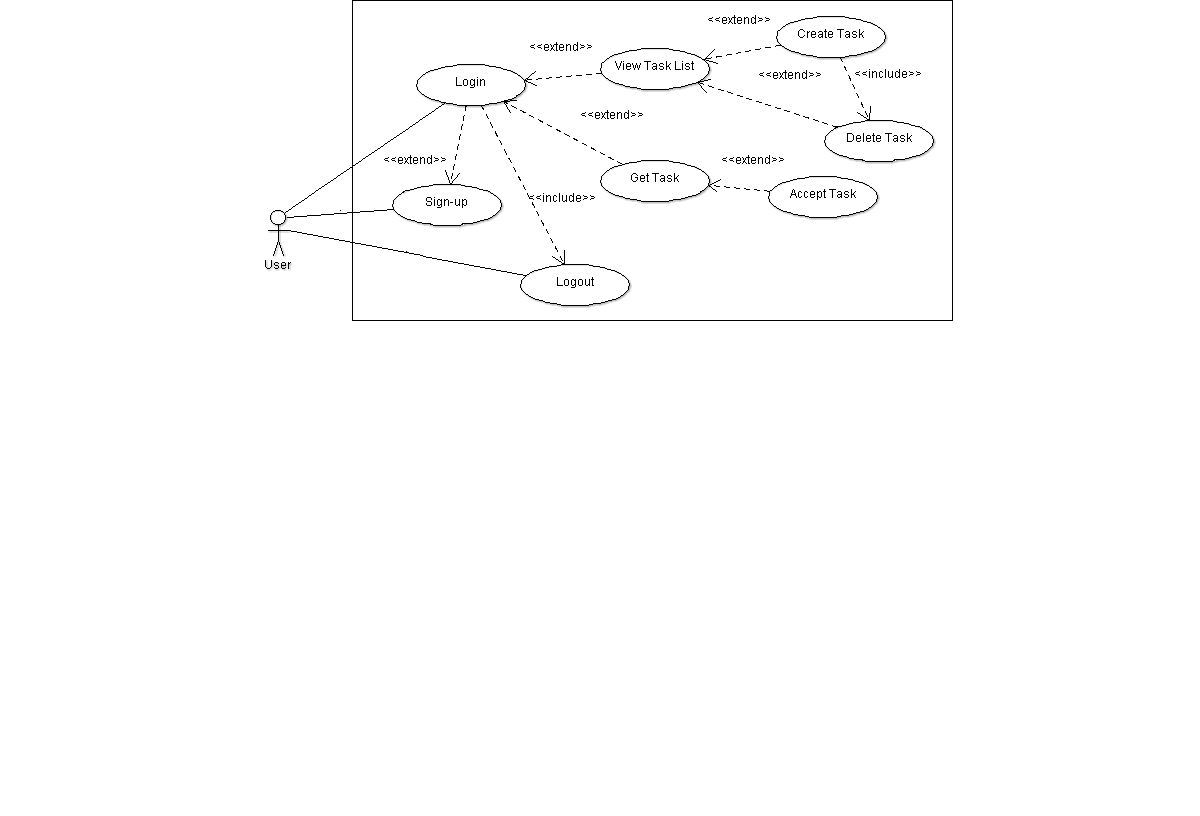 <<extend>>
Create Task
<<extend>>
View Task List
<<extend>>
<<include>>
Login
<<extend>>
Delete Task
<<extend>>
<<extend>>
Get Task
Accept Task
Sign-up
<<include>>
User
Logout